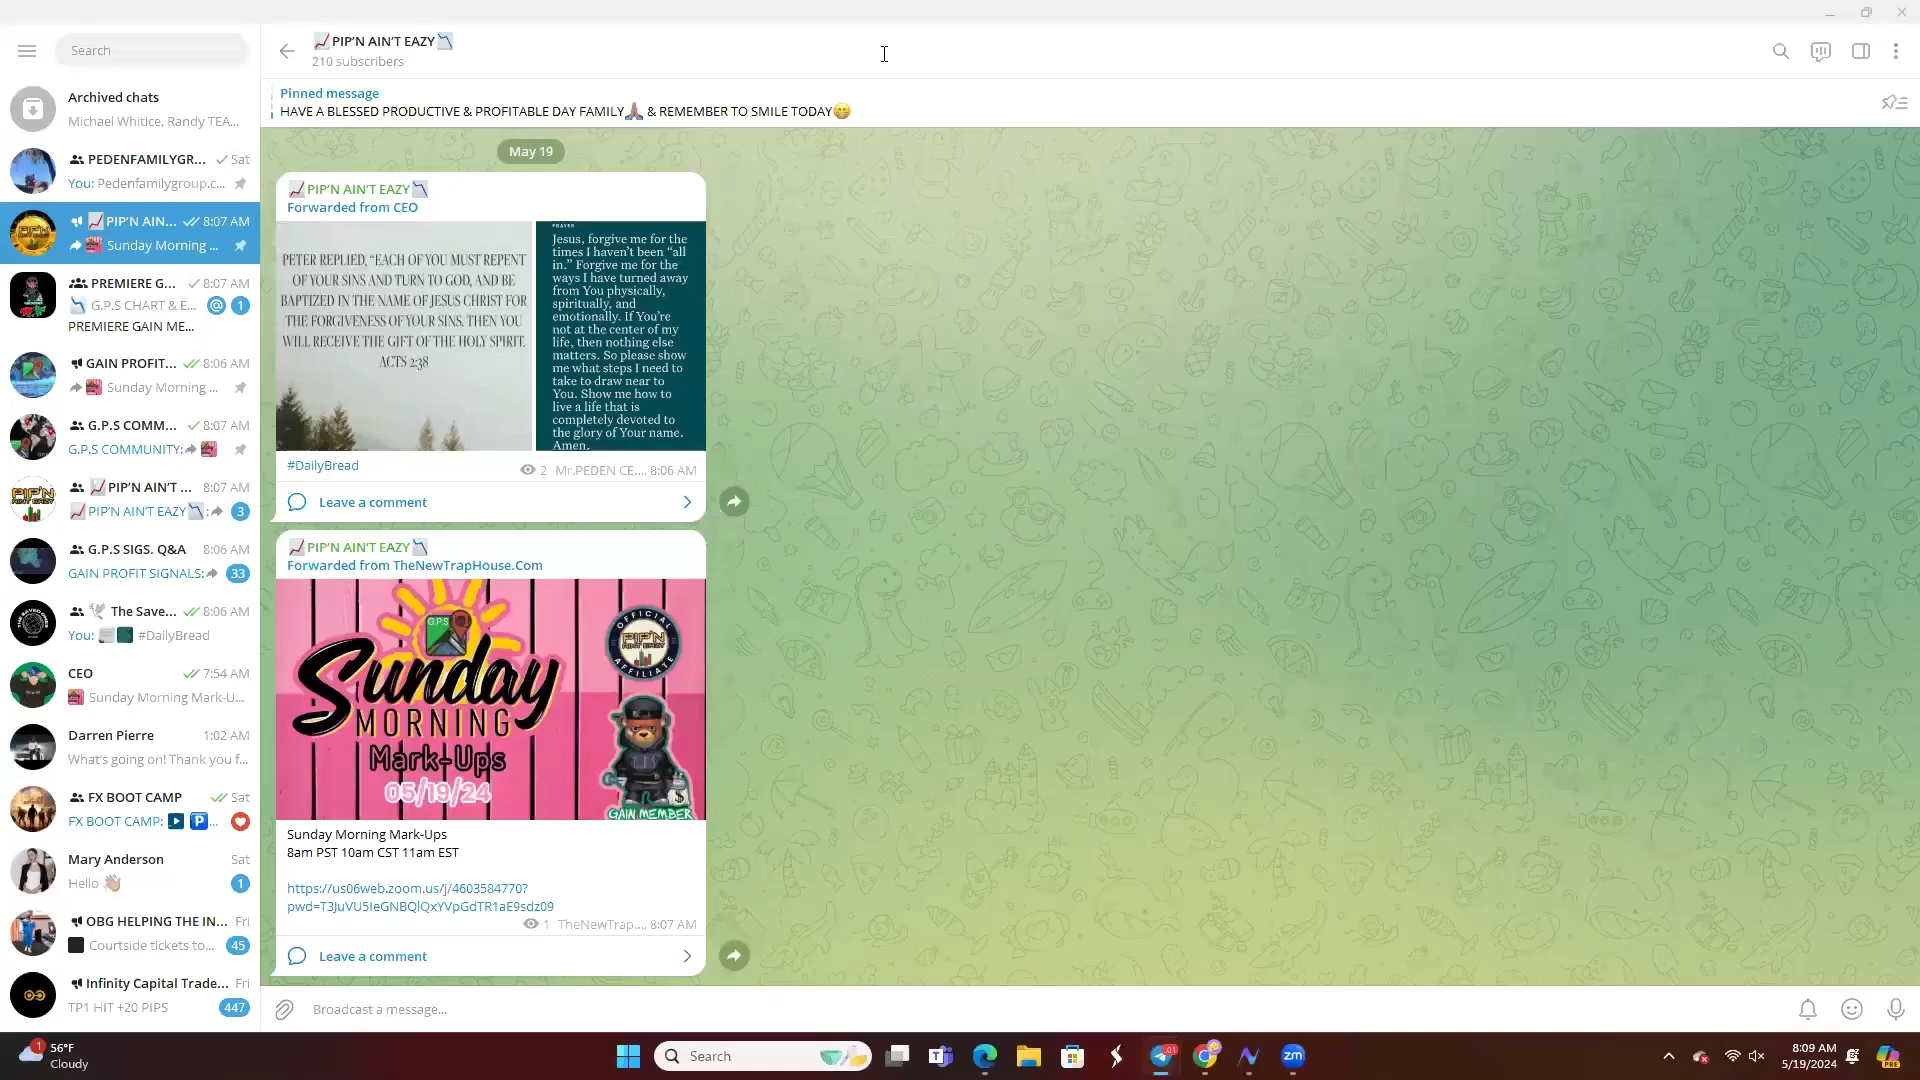 Search
Archived chats
Michael Whitice, Randy TEA...
PEDENFAMILYGR... Sat
You: Pedenfamilygroup.c...
PIP'N AIN... 8:07 AM
Sunday Morning ...
PREMIERE G... 8:07 AM
G.P.S CHART & E... @ 1
PREMIERE GAIN ME...
GAIN PROFIT... 8:06 AM
Sunday Morning ...
G.P.S COMM... 8:07 AM
G.P.S COMMUNITY:
PIP'N AIN'T ... 8:07 AM
PIP'N AIN'T EAZY : 3
G.P.S SIGS. Q&A 8:06 AM
GAIN PROFIT SIGNALS: 33
The Save... 8:06 AM
You: #DailyBread
CEO 7:54 AM
Sunday Morning Mark-U...
Darren Pierre 1:02 AM
What's going on! Thank you f...
FX BOOT CAMP Sat
FX BOOT CAMP: P ...
Mary Anderson Sat
Hello 👋🏼 1
OBG HELPING THE IN... Fri
Courtside tickets to... 45
Infinity Capital Trade... Fri
TP1 HIT +20 PIPS 447
📈PIP'N AIN'T EAZY📉
210 subscribers
Pinned message
HAVE A BLESSED PRODUCTIVE & PROFITABLE DAY FAMILY🙏🏽 & REMEMBER TO SMILE TODAY😁
May 19
📈PIP'N AIN'T EAZY📉
Forwarded from CEO
PETER REPLIED, “EACH OF YOU MUST REPENT
OF YOUR SINS AND TURN TO GOD, AND BE
BAPTIZED IN THE NAME OF JESUS CHRIST FOR
THE FORGIVENESS OF YOUR SINS. THEN YOU
WILL RECEIVE THE GIFT OF THE HOLY SPIRIT.
ACTS 2:38
PRAYER
Jesus, forgive me for the
times I haven't been “all
in.” Forgive me for the
ways I have turned away
from You physically,
spiritually, and
emotionally. If You're
not at the center of my
life, then nothing else
matters. So please show
me what steps I need to
take to draw near to
You. Show me how to
live a life that is
completely devoted to
the glory of Your name.
Amen.
#DailyBread
2 Mr.PEDEN CE..., 8:06 AM
Leave a comment
📈PIP'N AIN'T EAZY📉
Forwarded from TheNewTrapHouse.Com
G.P.S
Sunday
MORNING
Mark-Ups
05/19/24
OFFICIAL
PIP'N
AINT EAZY
AFFILIATE
GAIN MEMBER
Sunday Morning Mark-Ups
8am PST 10am CST 11am EST
https://us06web.zoom.us/j/4603584770?
pwd=T3JuVU5IeGNBQlQxYVpGdTR1aE9sdz09
1 TheNewTrap..., 8:07 AM
Leave a comment
Broadcast a message...
1
56°F
Cloudy
Search
zm
8:09 AM
5/19/2024
PRE